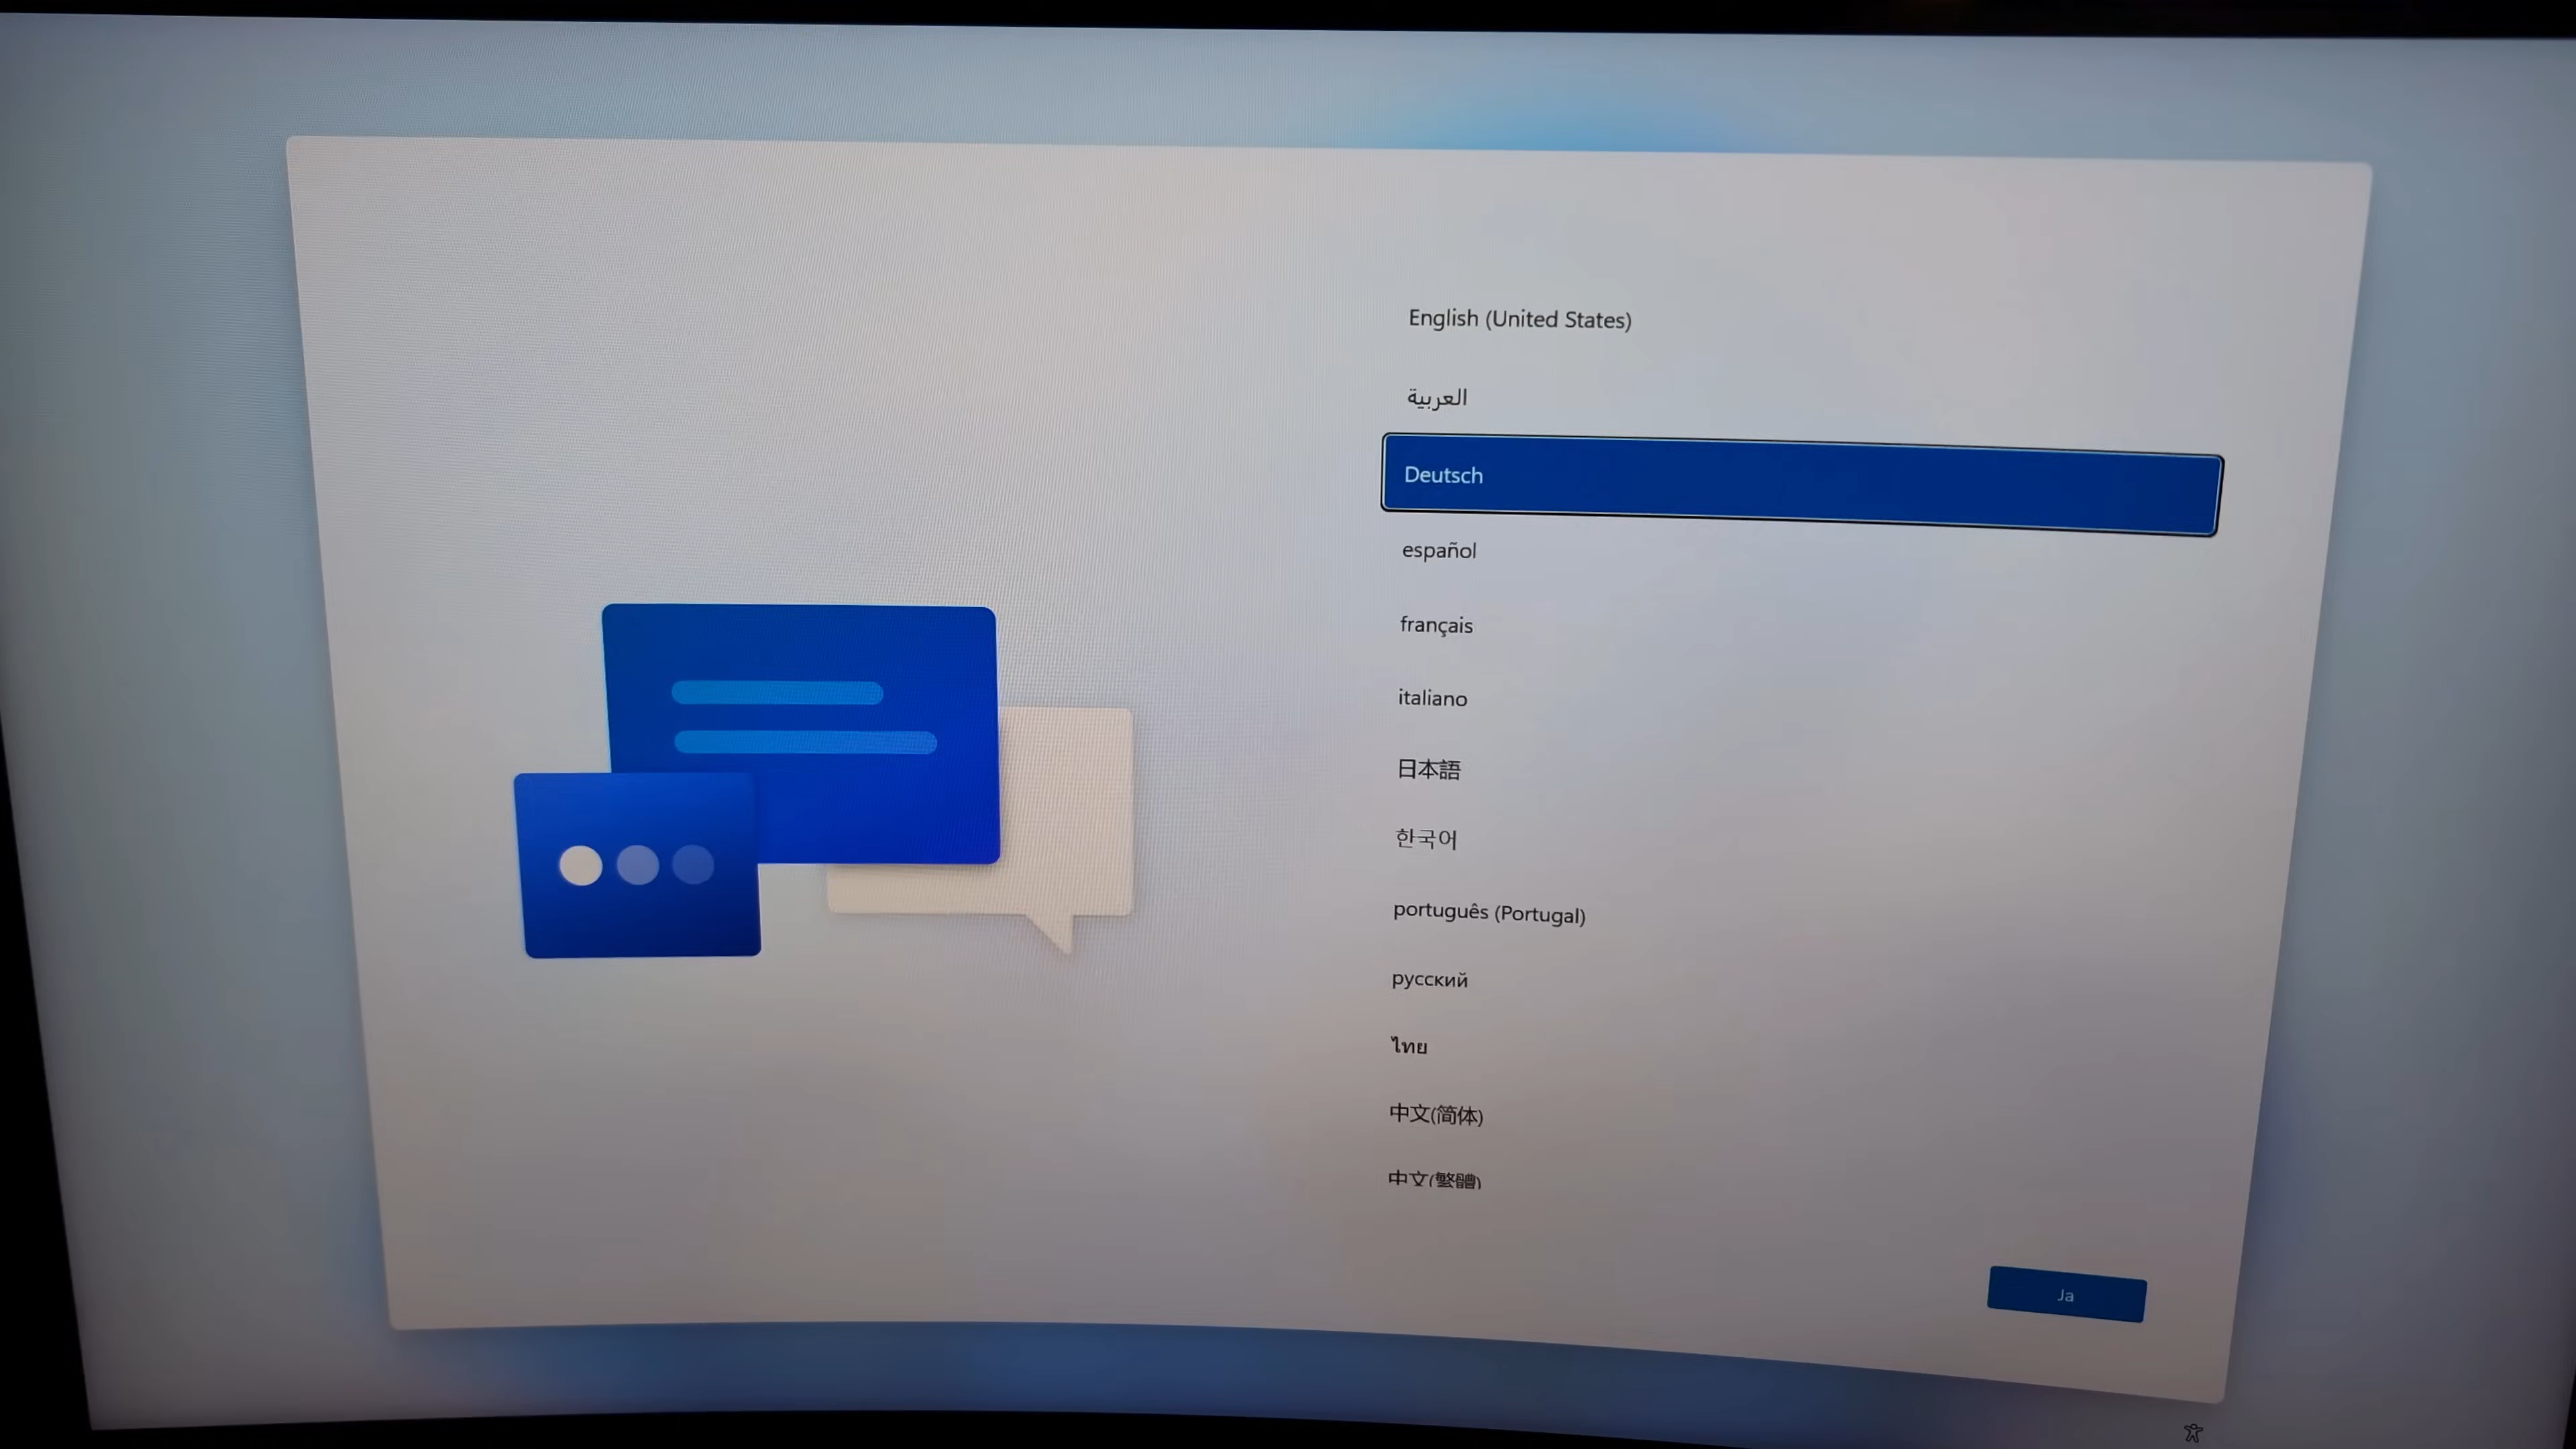 English (United States)
العربية
Deutsch
español
français
italiano
日本語
한국어
português (Portugal)
русский
ไทย
中文(简体)
中文(繁體)
Ja